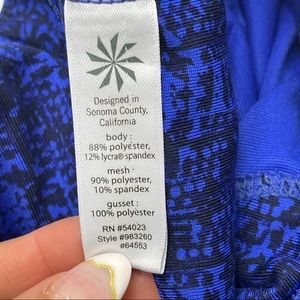 Designed in
Sonoma County,
California
body :
88% polyester,
12% lycra® spandex
mesh :
90% polyester,
10% spandex
gusset :
100% polyester
RN #54023
Style #983260
#64593